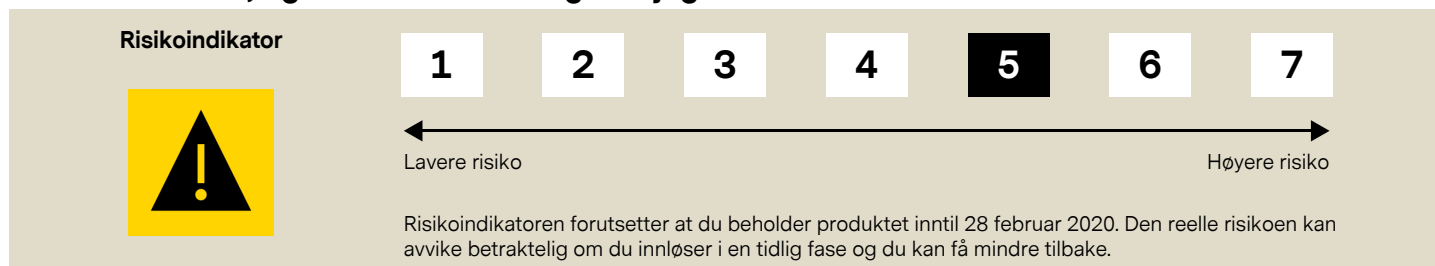 Risikoindikator
1 2 3 4 5 6 7
Lavere risiko Høyere risiko
Risikoindikatoren forutsetter at du beholder produktet inntil 28 februar 2020. Den reelle risikoen kan
avvike betraktelig om du innløser i en tidlig fase og du kan få mindre tilbake.